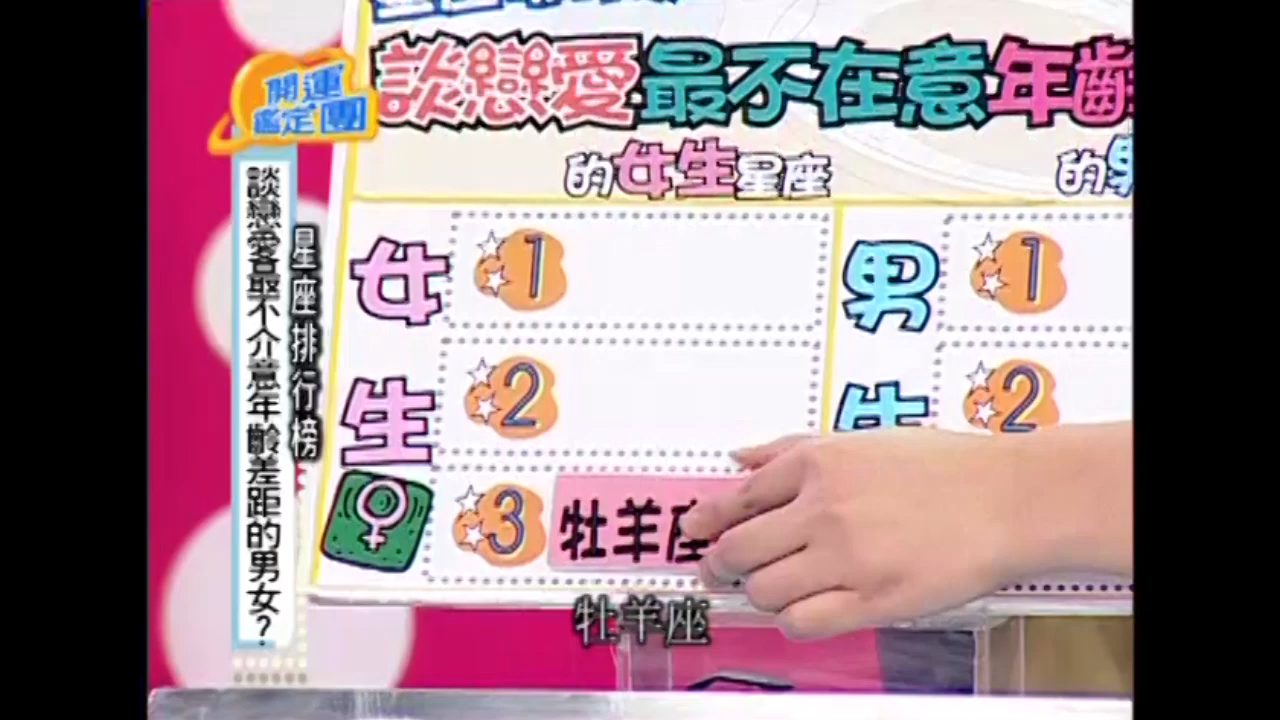 談戀愛最不在意年齡
的女生星座
的男
開運
鑑定團
星座排行榜
談戀愛最不介意年齡差距的男女？
女生
1
2
3 牡羊座
男生
1
2
牡羊座